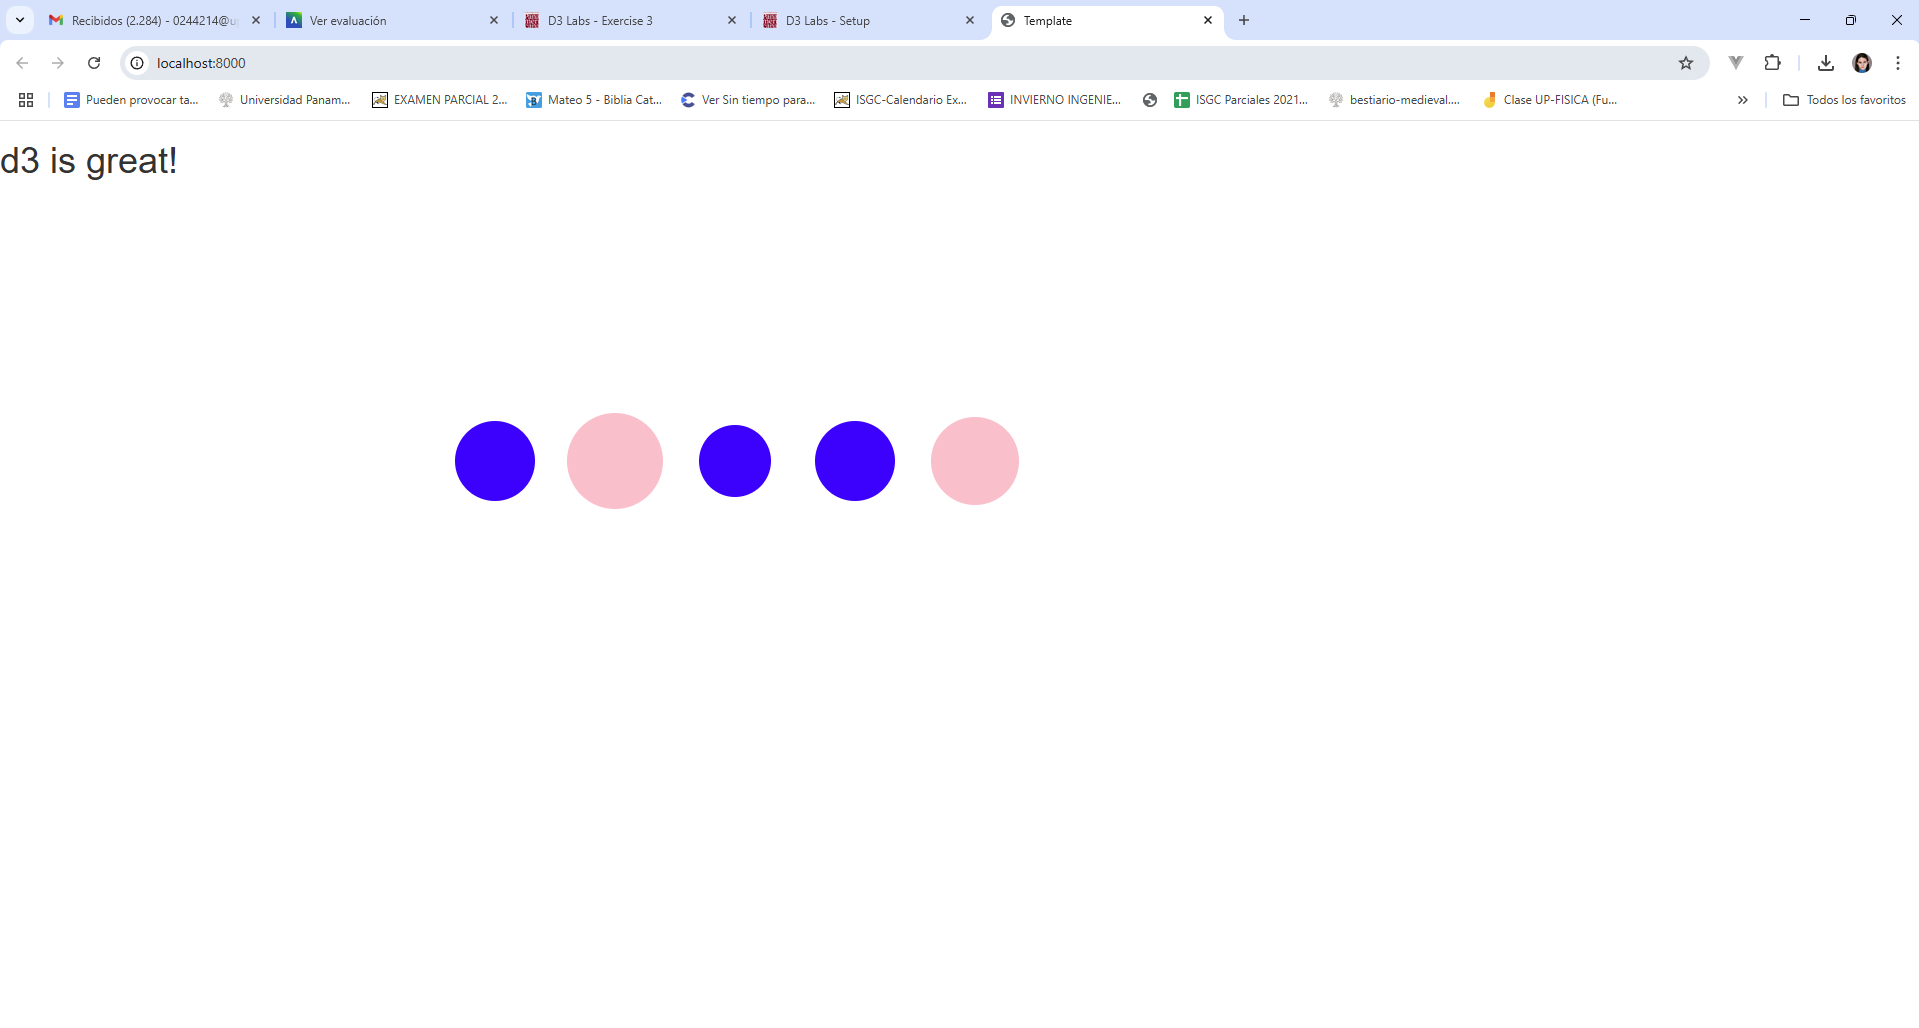 Recibidos (2.284) - 0244214@u
Ver evaluación
D3 Labs - Exercise 3
D3 Labs - Setup
Template
localhost:8000
Pueden provocar ta...
Universidad Panam...
EXAMEN PARCIAL 2...
Mateo 5 - Biblia Cat...
Ver Sin tiempo para...
ISGC-Calendario Ex...
INVIERNO INGENIE...
ISGC Parciales 2021...
bestiario-medieval....
Clase UP-FISICA (Fu...
Todos los favoritos
d3 is great!